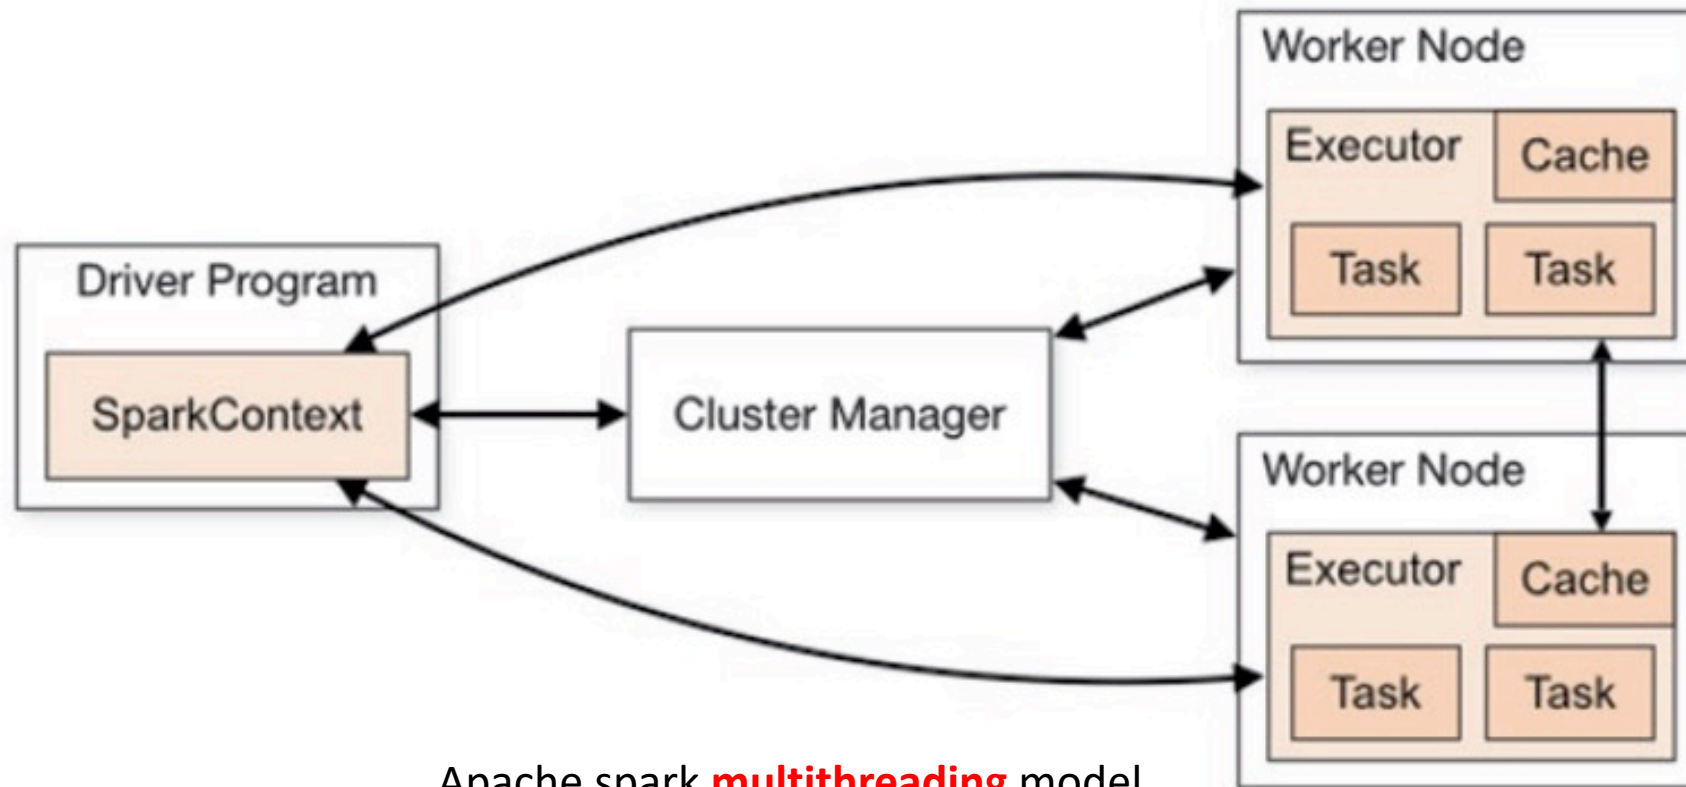 Driver Program
SparkContext
Cluster Manager
Worker Node
Executor
Cache
Task
Task
Worker Node
Executor
Cache
Task
Task
Apache spark multithreading model